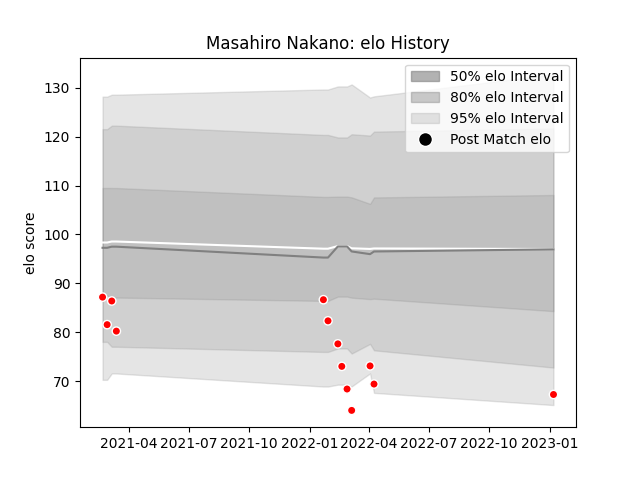 Masahiro Nakano: elo History
50% elo Interval
80% elo Interval
95% elo Interval
Post Match elo
elo score
130
120
110
100
90
80
70
2021-04 2021-07 2021-10 2022-01 2022-04 2022-07 2022-10 2023-01